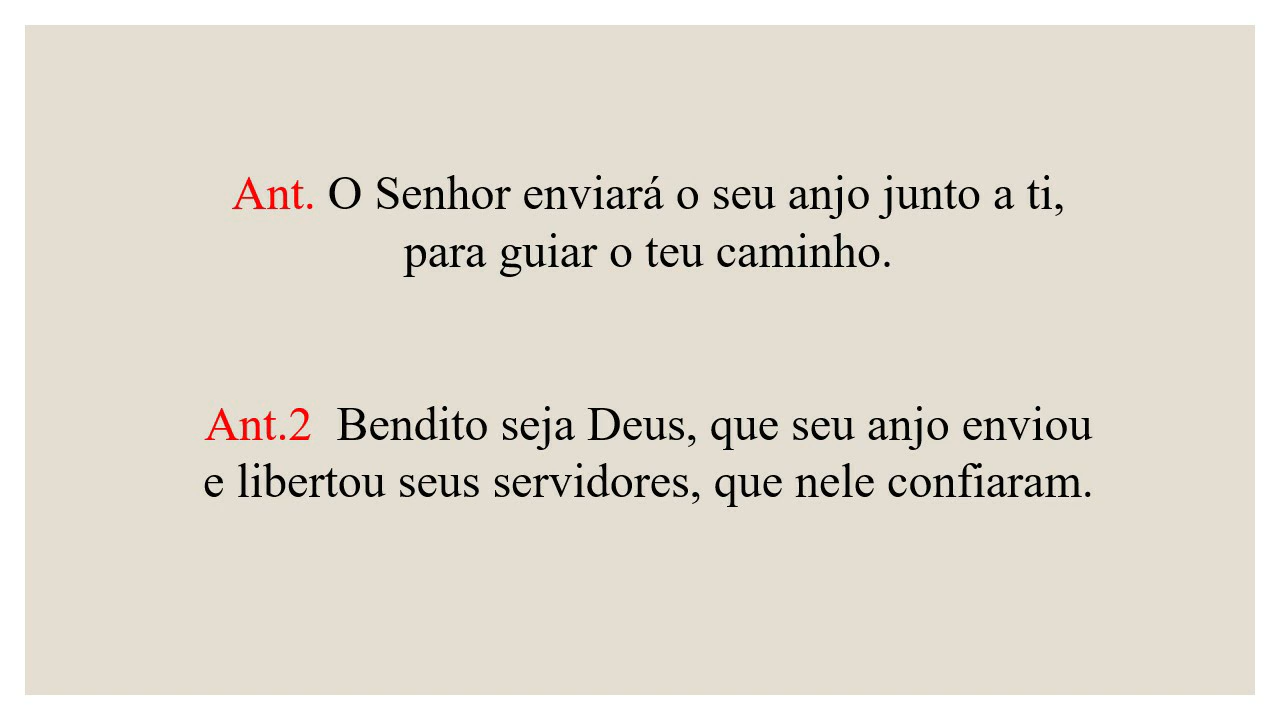 Ant. O Senhor enviará o seu anjo junto a ti,
para guiar o teu caminho.
Ant.2  Bendito seja Deus, que seu anjo enviou
e libertou seus servidores, que nele confiaram.